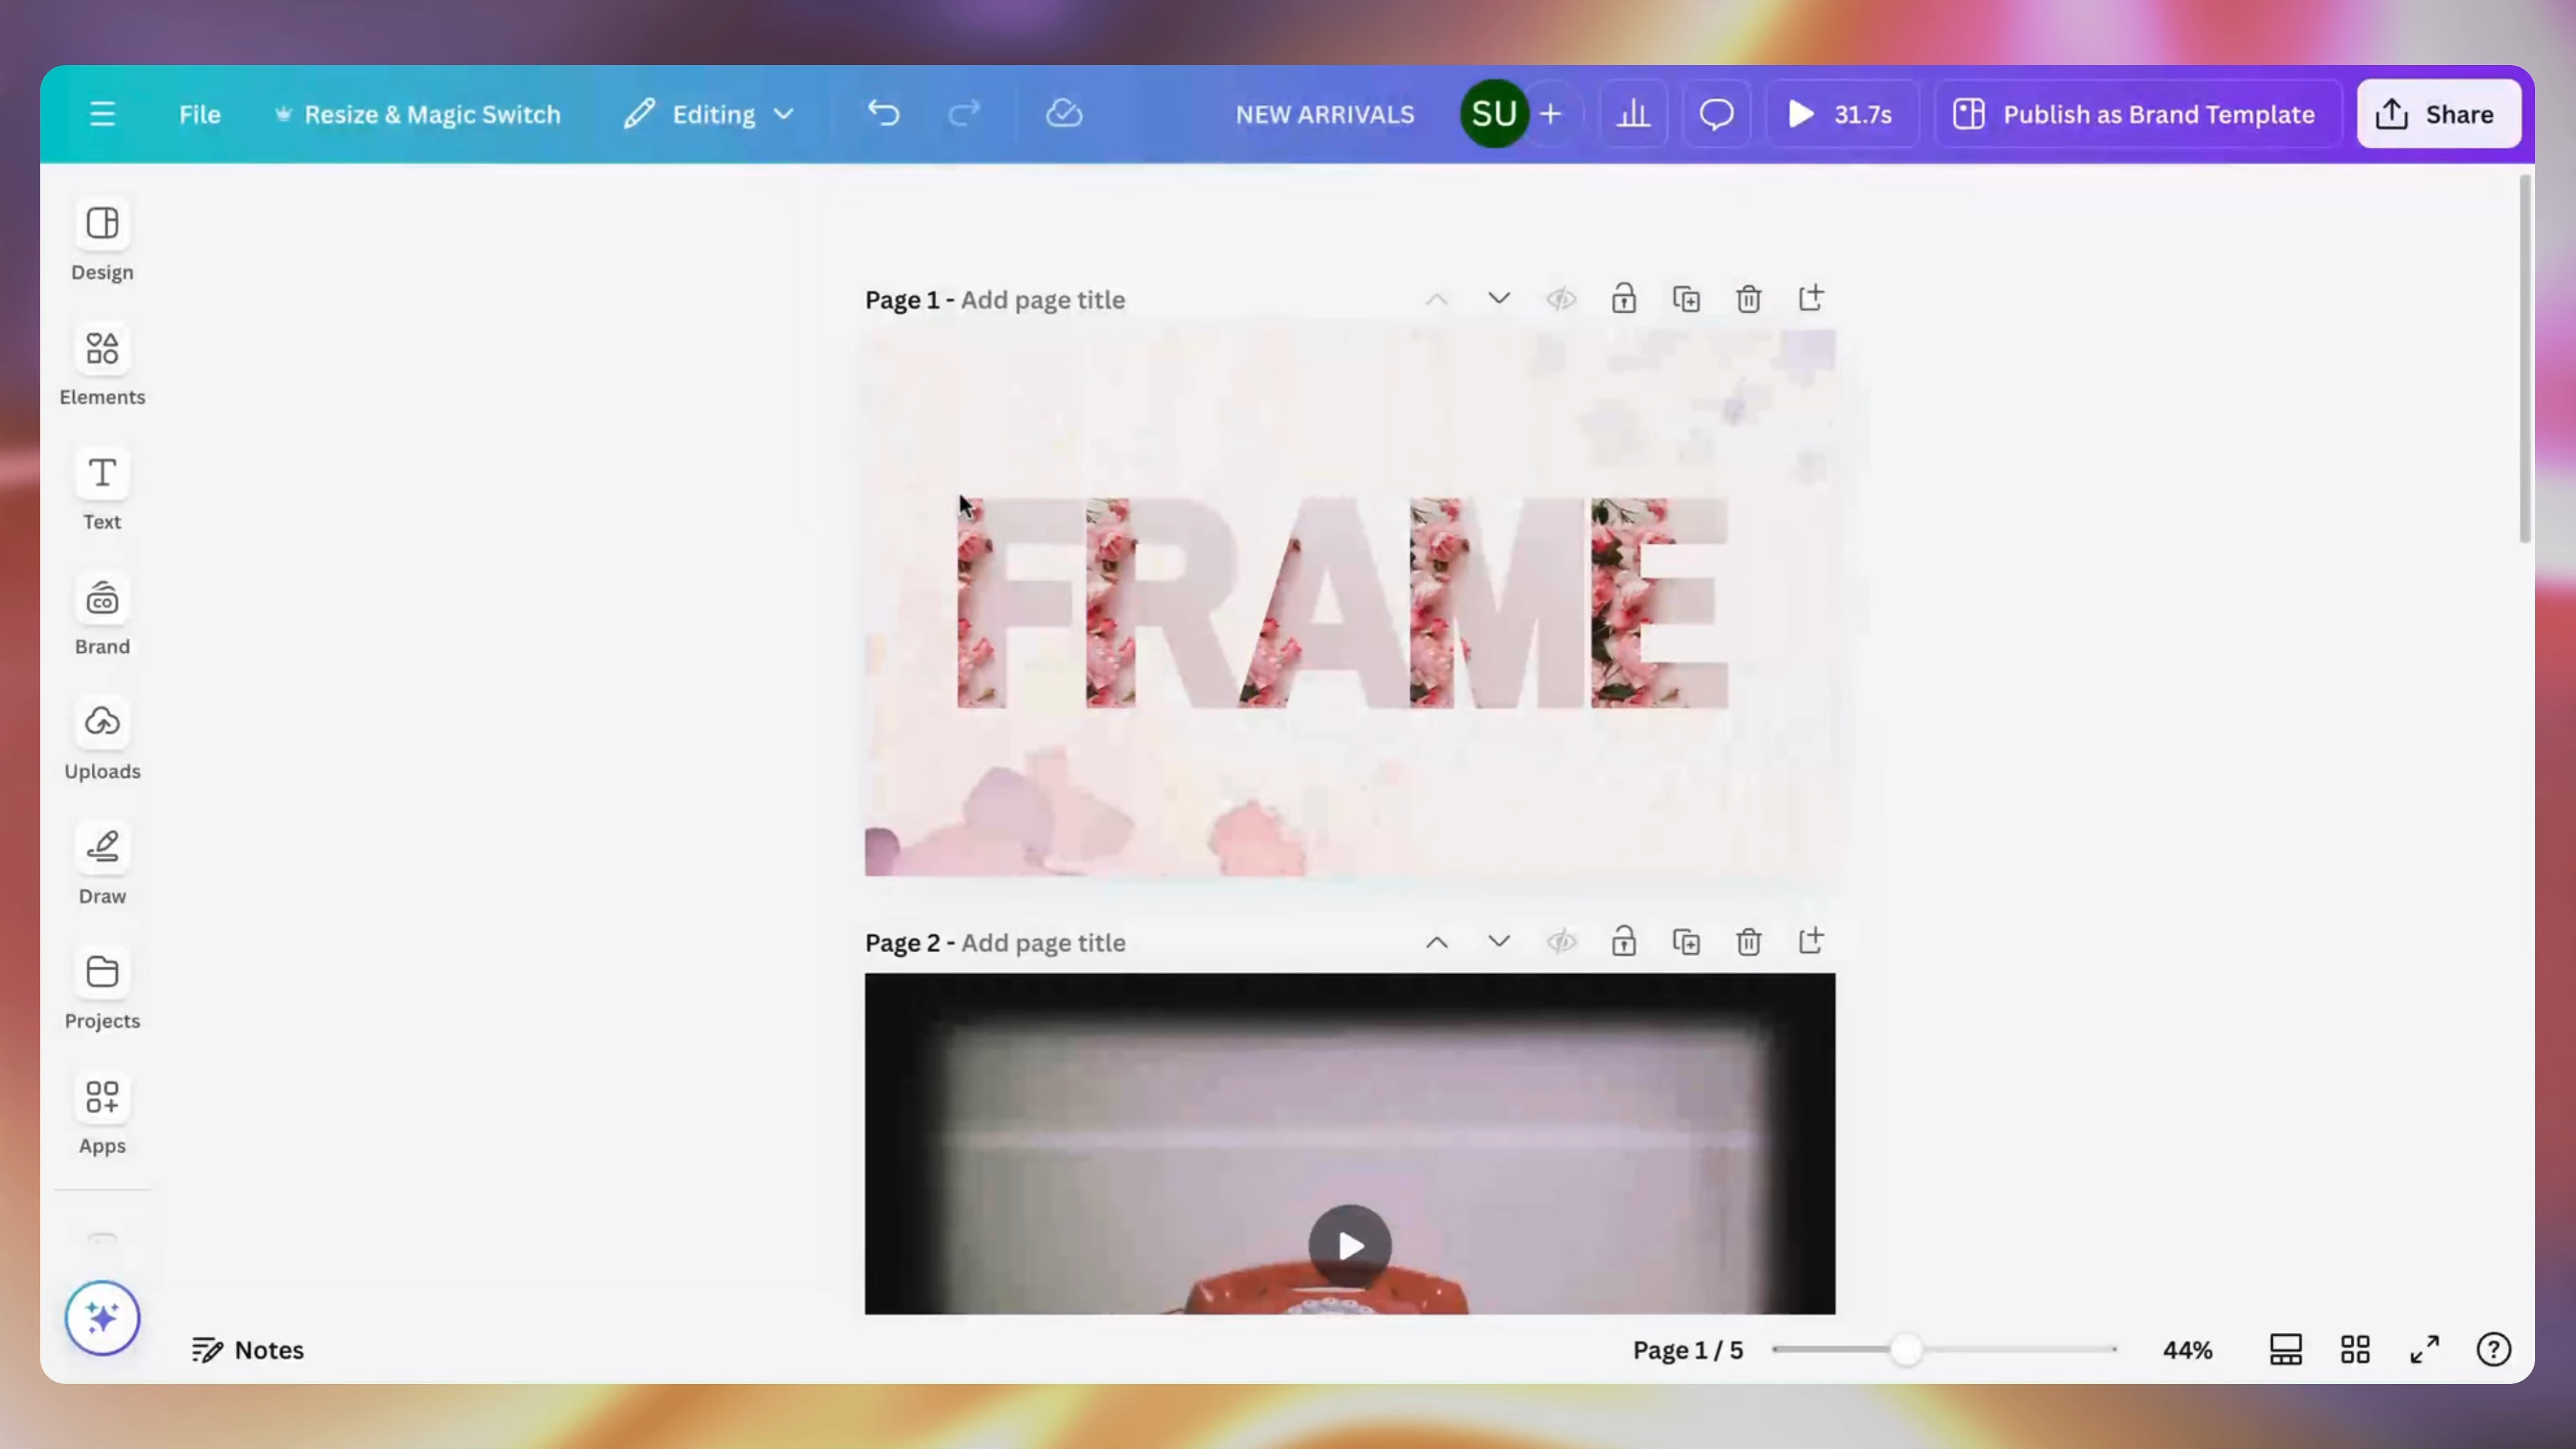 File
Resize & Magic Switch
Editing
NEW ARRIVALS
SU
31.7s
Publish as Brand Template
Share
Design
Elements
Text
CO
Brand
Uploads
Draw
Projects
Apps
Page 1 - Add page title
FRAME
Page 2 - Add page title
Notes
Page 1 / 5
44%